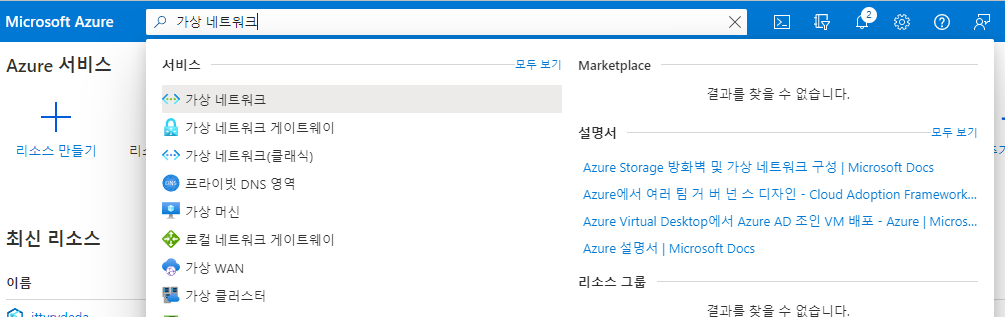 Microsoft Azure
가상 네트워크
2
Azure 서비스
리소스 만들기
최신 리소스
이름
서비스
모두 보기
가상 네트워크
가상 네트워크 게이트웨이
가상 네트워크(클래식)
프라이빗 DNS 영역
가상 머신
로컬 네트워크 게이트웨이
가상 WAN
가상 클러스터
Marketplace
결과를 찾을 수 없습니다.
설명서
모두 보기
Azure Storage 방화벽 및 가상 네트워크 구성 | Microsoft Docs
Azure에서 여러 팀 거 버 넌 스 디자인 - Cloud Adoption Framework...
Azure Virtual Desktop에서 Azure AD 조인 VM 배포 - Azure | Micros...
Azure 설명서 | Microsoft Docs
리소스 그룹
결과를 찾을 수 없습니다.